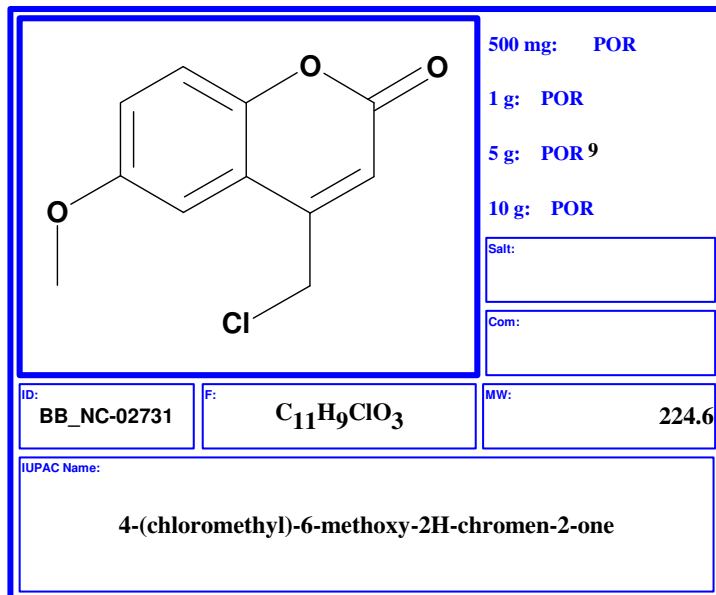 O
O
O
Cl
500 mg: POR
1 g: POR
5 g: POR 9
10 g: POR
Salt:
Com:
ID:
BB_NC-02731
F:
C11H9ClO3
MW:
224.6
IUPAC Name:
4-(chloromethyl)-6-methoxy-2H-chromen-2-one